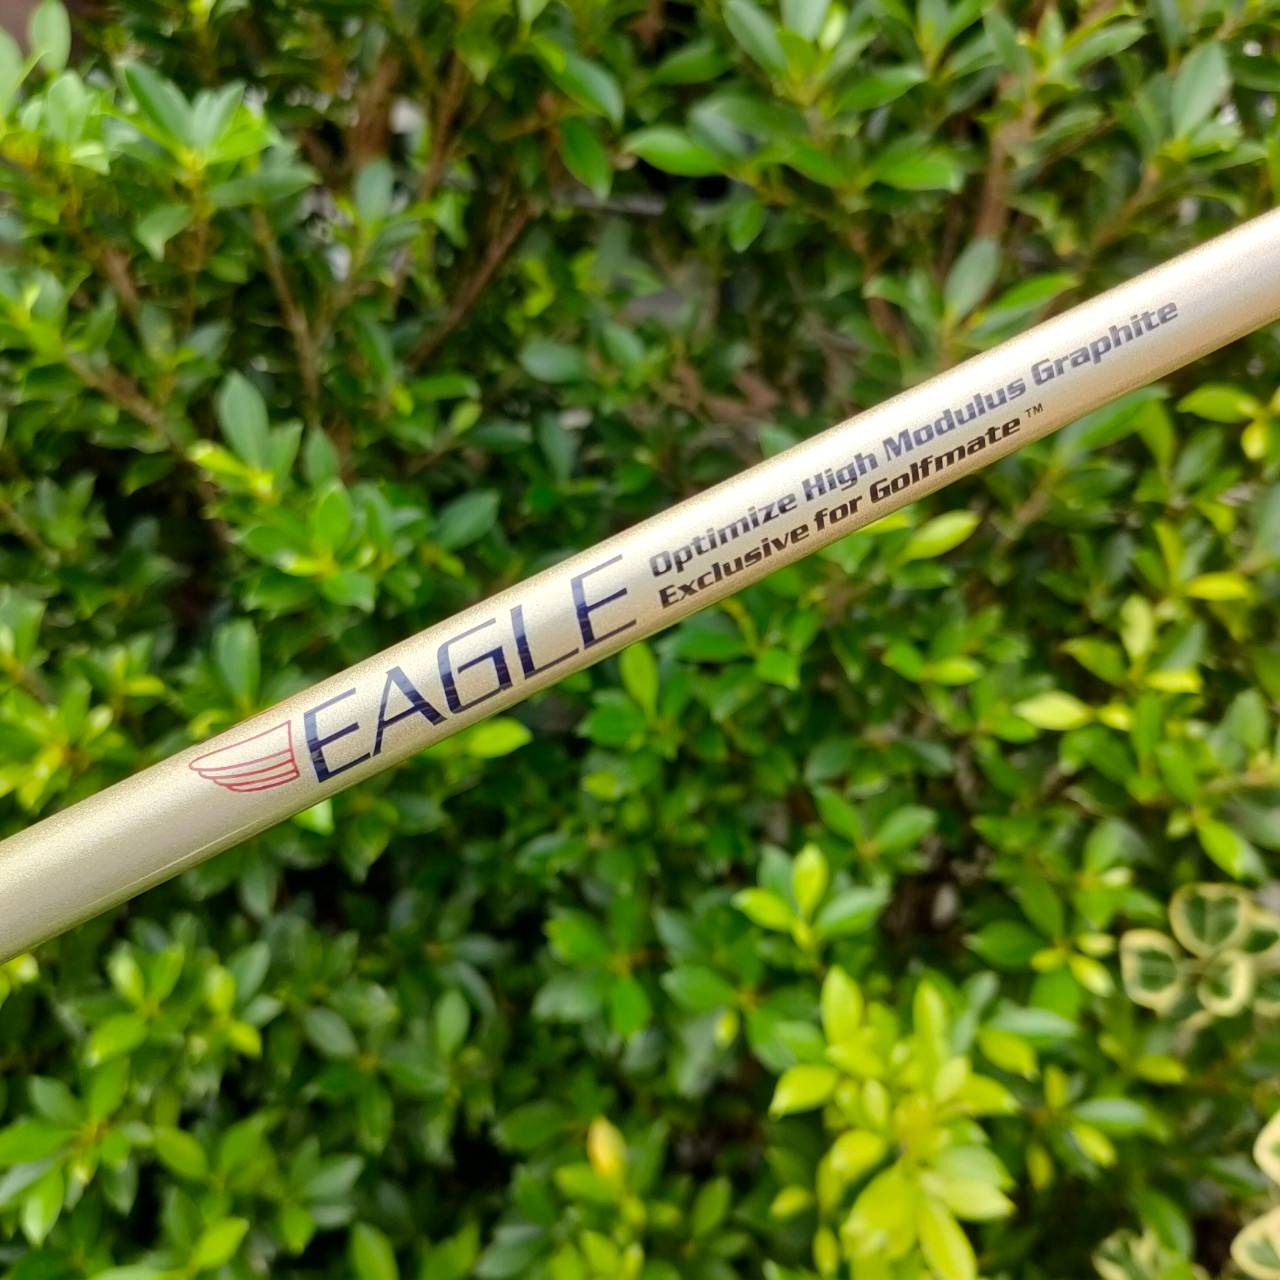 EAGLE
Optimize High Modulus Graphite
Exclusive for Golfmate™